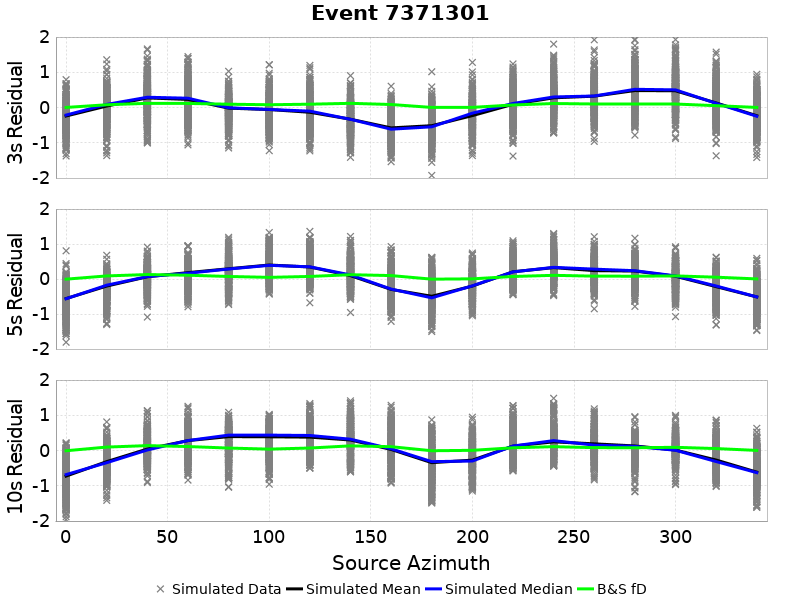 Event 7371301
3s Residual
2
1
0
-1
-2
5s Residual
2
1
0
-1
-2
10s Residual
2
1
0
-1
-2
0 50 100 150 200 250 300
Source Azimuth
Simulated Data Simulated Mean Simulated Median B&S fD